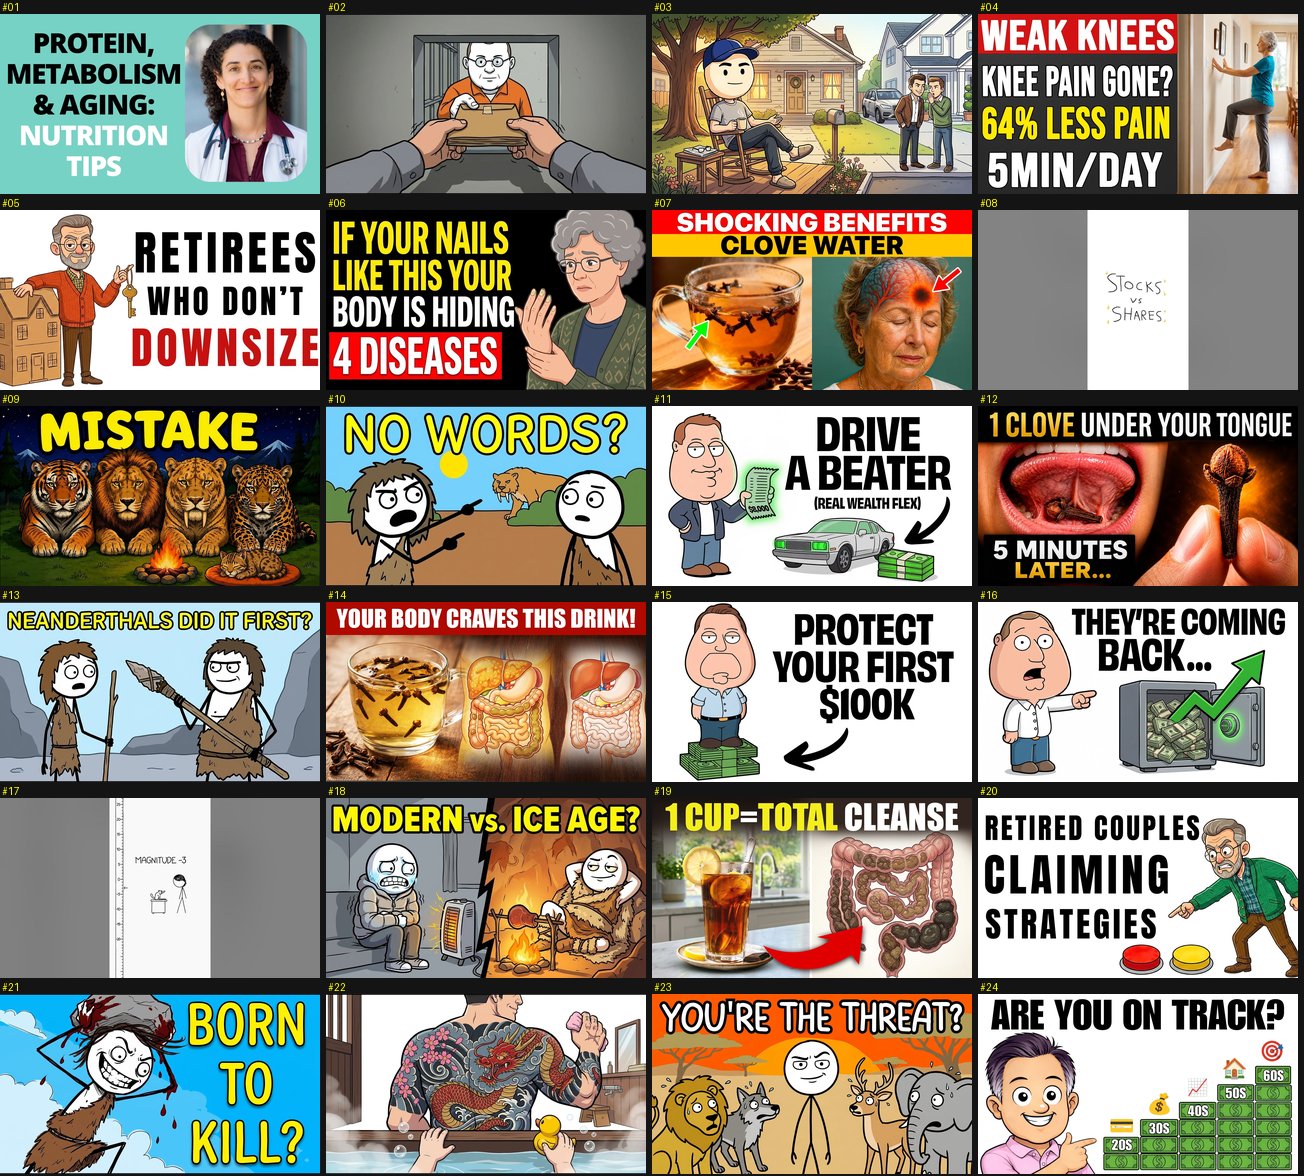 #01
PROTEIN,
METABOLISM
& AGING:
NUTRITION
TIPS
#02
#03
#04
WEAK KNEES
KNEE PAIN GONE?
64% LESS PAIN
5MIN/DAY
#05
RETIREES
WHO DON'T
DOWNSIZE
#06
IF YOUR NAILS
LIKE THIS YOUR
BODY IS HIDING
4 DISEASES
#07
SHOCKING BENEFITS
CLOVE WATER
#08
STOCKS
VS
SHARES
#09
MISTAKE
#10
NO WORDS?
#11
DRIVE
A BEATER
(REAL WEALTH FLEX)
#12
1 CLOVE UNDER YOUR TONGUE
5 MINUTES
LATER...
#13
NEANDERTHALS DID IT FIRST?
#14
YOUR BODY CRAVES THIS DRINK!
#15
PROTECT
YOUR FIRST
$100K
#16
THEY'RE COMING
BACK...
#17
MAGNITUDE -3
#18
MODERN vs. ICE AGE?
#19
1 CUP=TOTAL CLEANSE
#20
RETIRED COUPLES
CLAIMING
STRATEGIES
#21
BORN
TO
KILL?
#22
#23
YOU'RE THE THREAT?
#24
ARE YOU ON TRACK?
20S
30S
40S
50S
60S